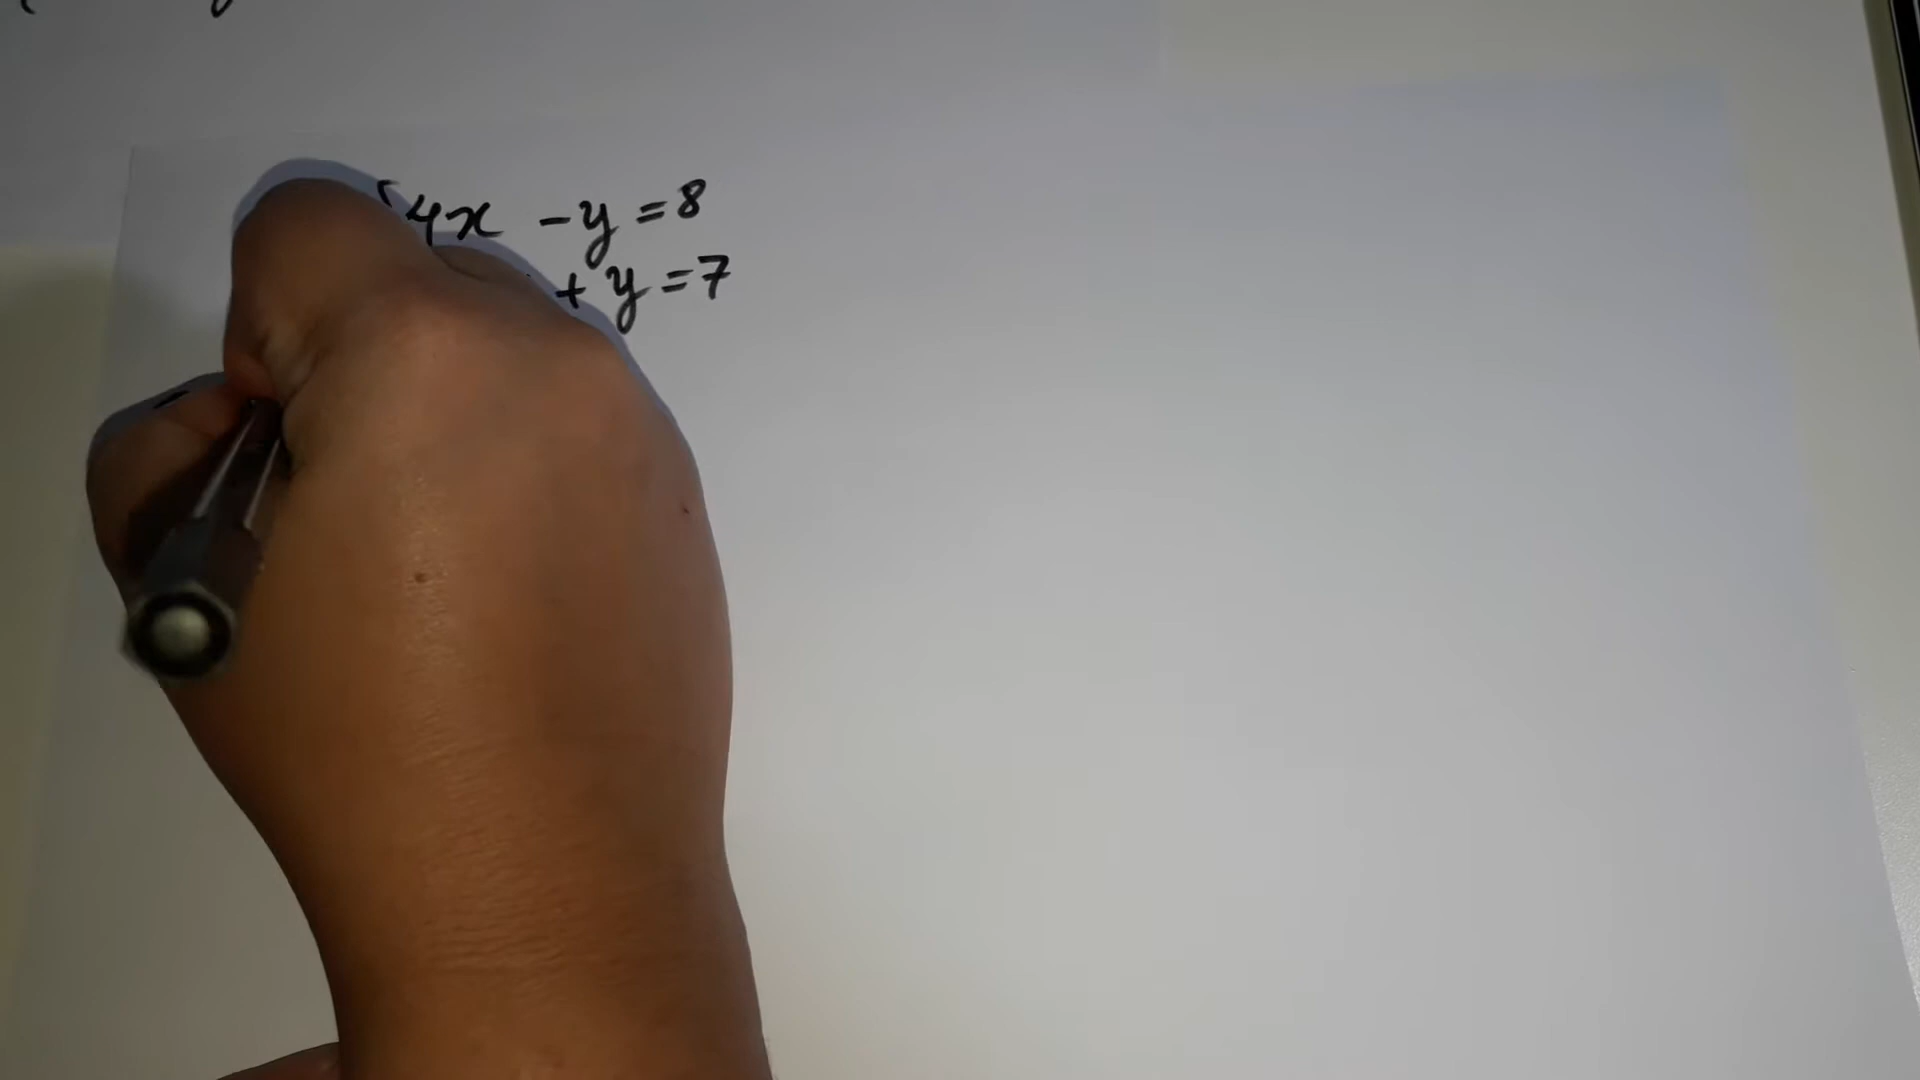 {4x - y = 8
+ y = 7